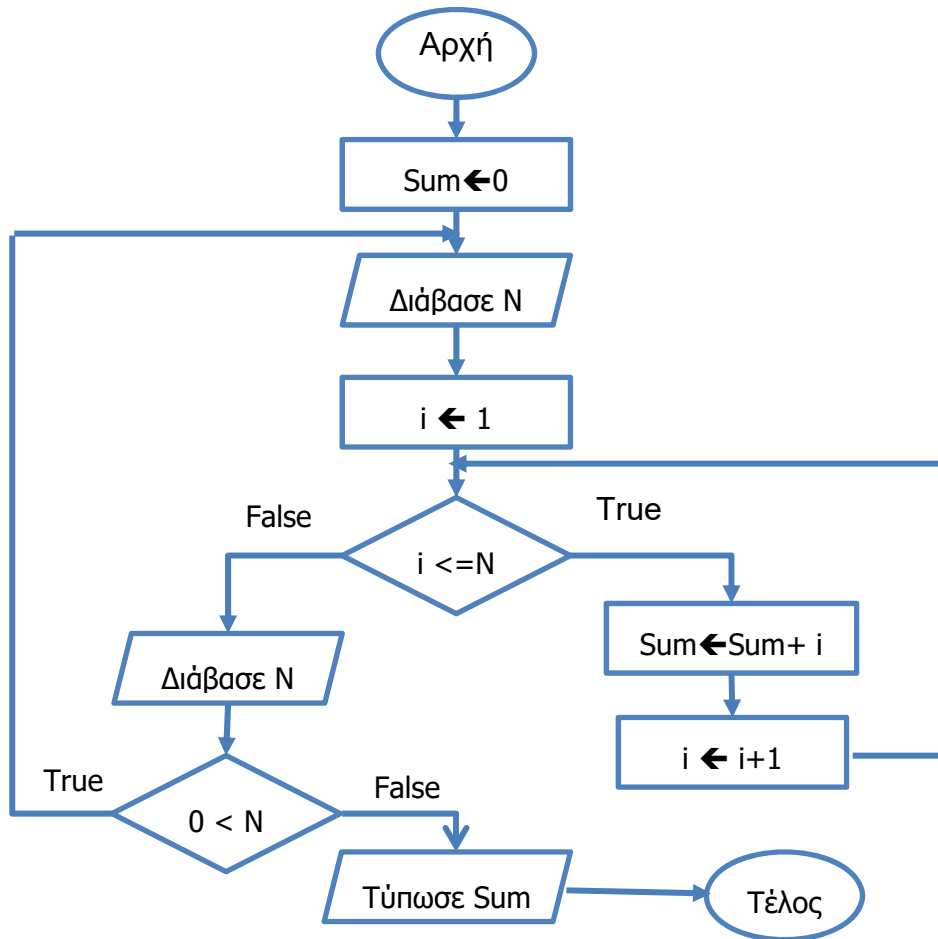 Αρχή
Sum🡸0
Διάβασε Ν
i 🡸 1
False
True
i <=N
Sum🡸Sum+ i
Διάβασε Ν
i 🡸 i+1
True
False
0 < N
Τύπωσε Sum
Τέλος